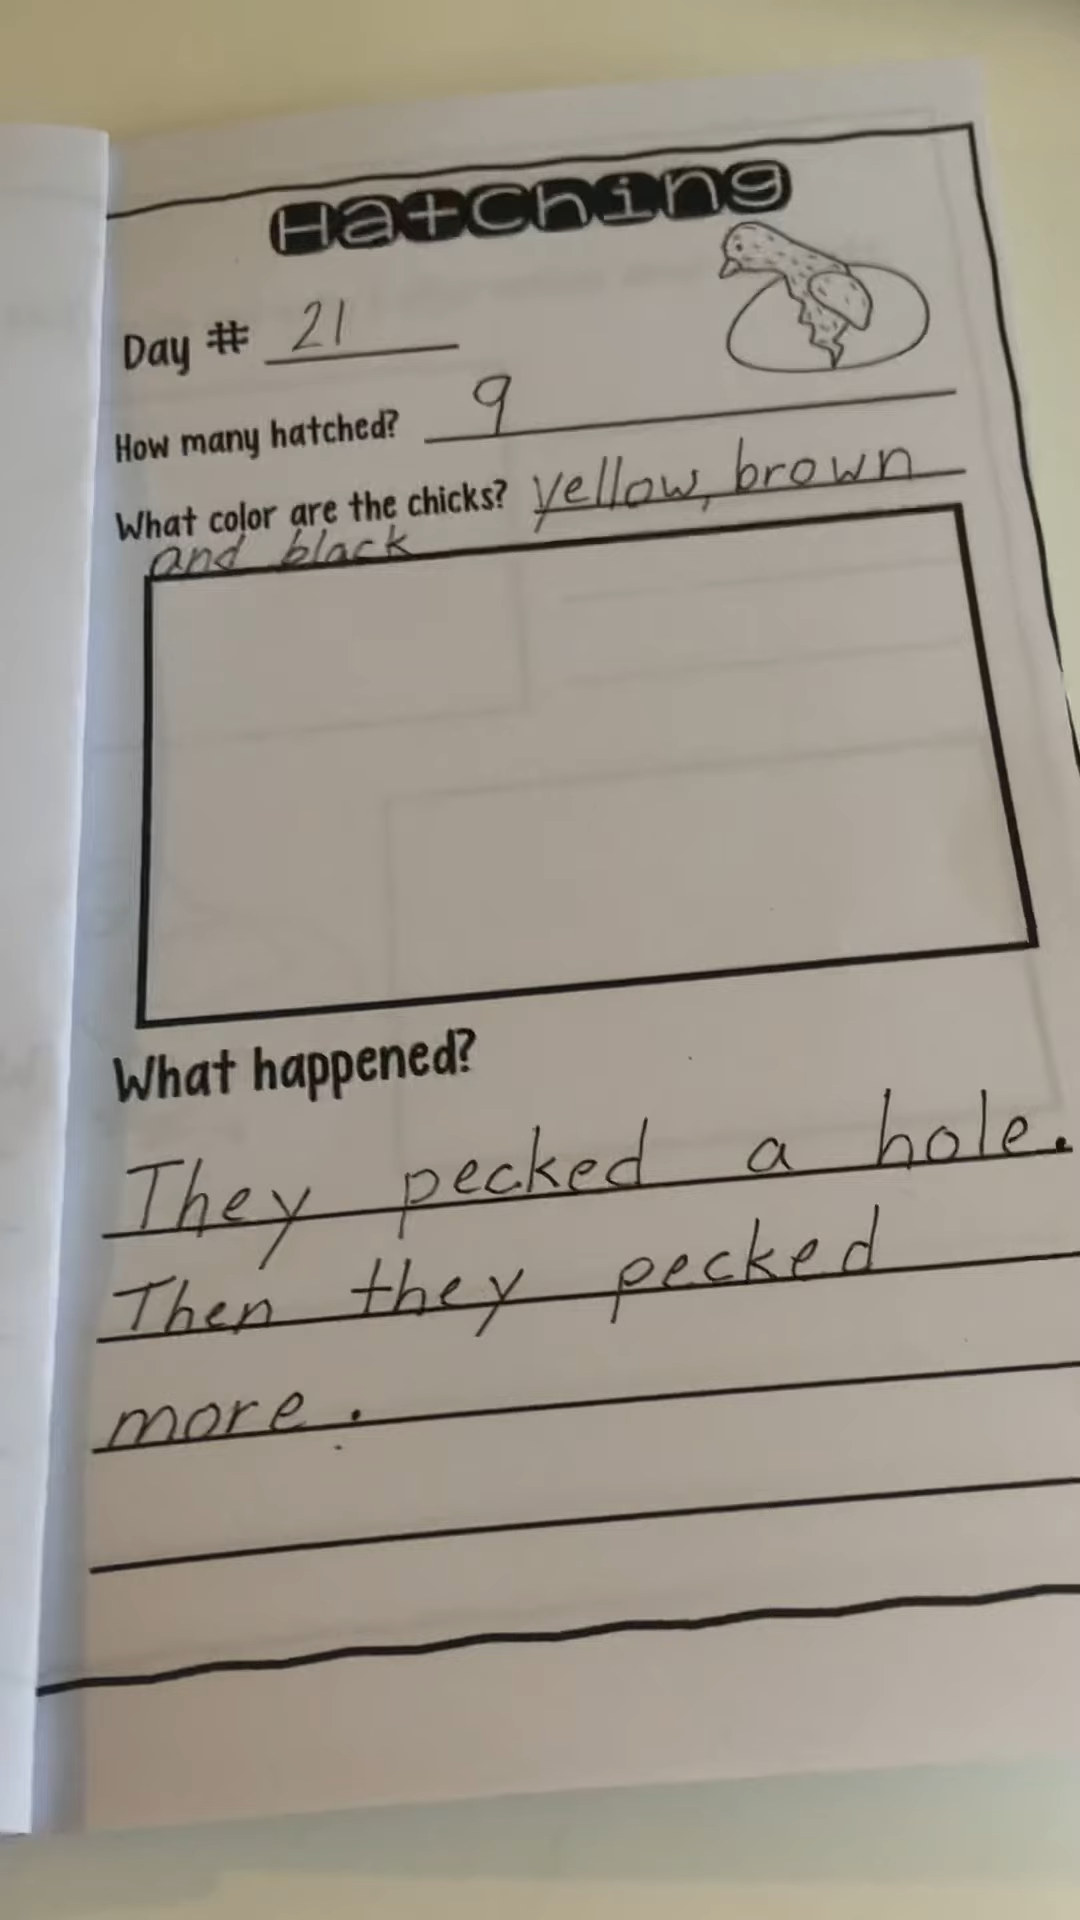 Hatching
Day # 21
How many hatched? 9
What color are the chicks? yellow, brown
and black
What happened?
They pecked a hole.
Then they pecked
more.